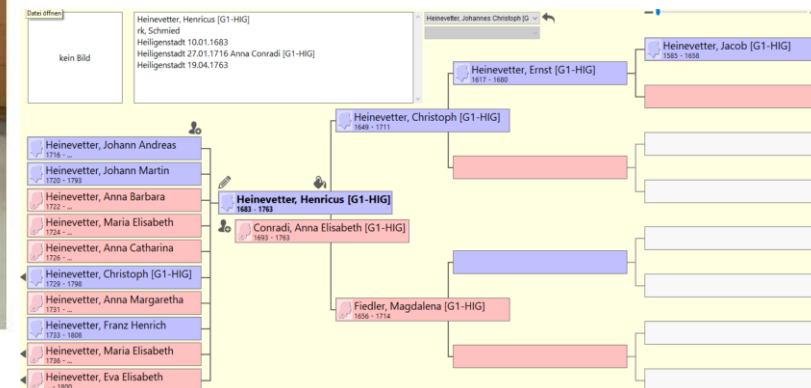 Datei öffnen
kein Bild
Heinevetter, Henricus [G1-HIG]
rk, Schmied
Heiligenstadt 10.01.1683
Heiligenstadt 27.01.1716 Anna Conradi [G1-HIG]
Heiligenstadt 19.04.1763
Heinevetter, Johannes Christoph [G
Heinevetter, Jacob [G1-HIG]
1585 - 1658
Heinevetter, Ernst [G1-HIG]
1617 - 1680
Heinevetter, Christoph [G1-HIG]
1649 - 1711
Heinevetter, Johann Andreas
1716 - ...
Heinevetter, Johann Martin
1720 - 1793
Heinevetter, Anna Barbara
1722 - ...
Heinevetter, Maria Elisabeth
1724 - ...
Heinevetter, Anna Catharina
1726 - ...
Heinevetter, Christoph [G1-HIG]
1729 - 1798
Heinevetter, Anna Margaretha
1731 - ...
Heinevetter, Franz Henrich
1733 - 1808
Heinevetter, Maria Elisabeth
1736 - ...
Heinevetter, Eva Elisabeth
- 1800
Heinevetter, Henricus [G1-HIG]
1683 - 1763
Conradi, Anna Elisabeth [G1-HIG]
1693 - 1763
Fiedler, Magdalena [G1-HIG]
1656 - 1714